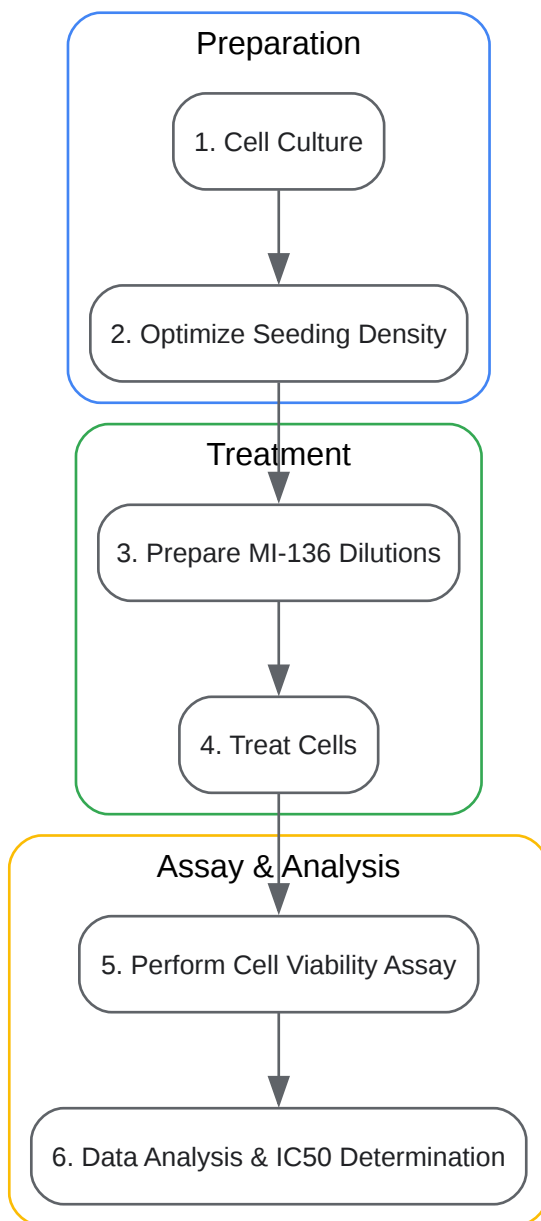 Preparation
1. Cell Culture
2. Optimize Seeding Density
Treatment
3. Prepare MI-136 Dilutions
4. Treat Cells
Assay & Analysis
5. Perform Cell Viability Assay
6. Data Analysis & IC50 Determination